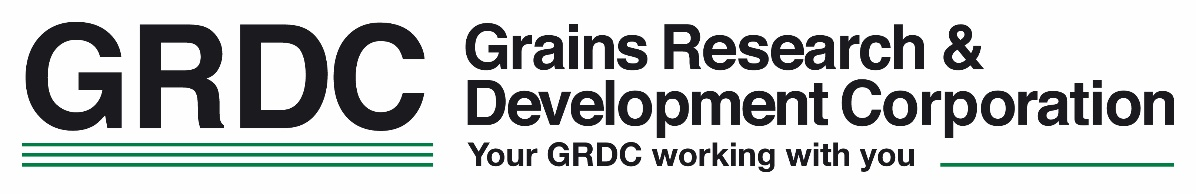 GRDC
Grains Research &
Development Corporation
Your GRDC working with you